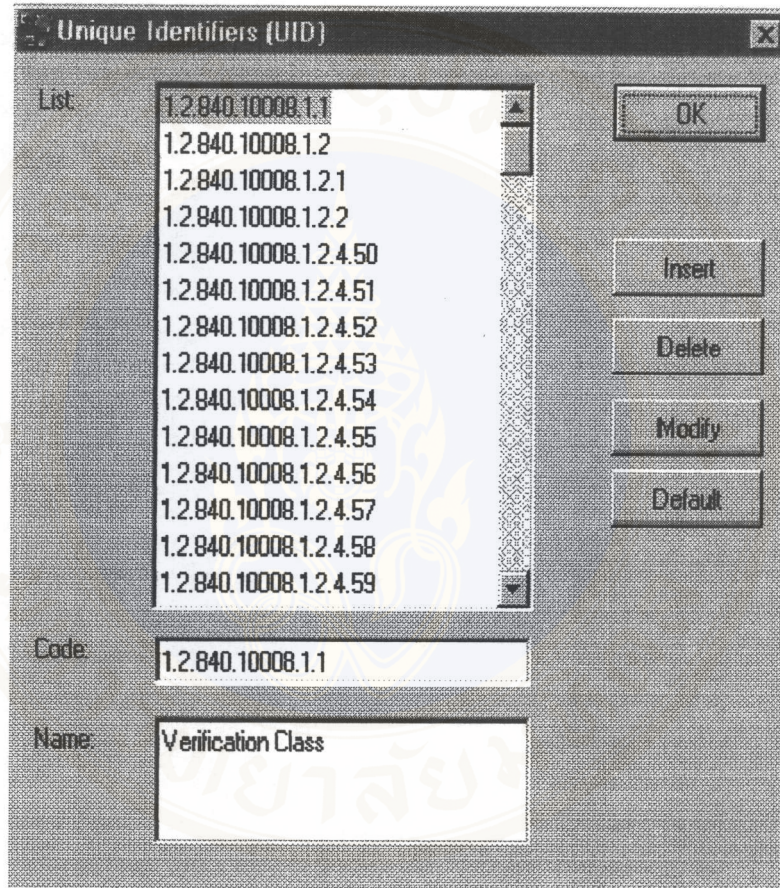 Unique Identifiers (UID)
List:
1.2.840.10008.1.1
1.2.840.10008.1.2
1.2.840.10008.1.2.1
1.2.840.10008.1.2.2
1.2.840.10008.1.2.4.50
1.2.840.10008.1.2.4.51
1.2.840.10008.1.2.4.52
1.2.840.10008.1.2.4.53
1.2.840.10008.1.2.4.54
1.2.840.10008.1.2.4.55
1.2.840.10008.1.2.4.56
1.2.840.10008.1.2.4.57
1.2.840.10008.1.2.4.58
1.2.840.10008.1.2.4.59
OK
Insert
Delete
Modify
Default
Code:
1.2.840.10008.1.1
Name:
Verification Class